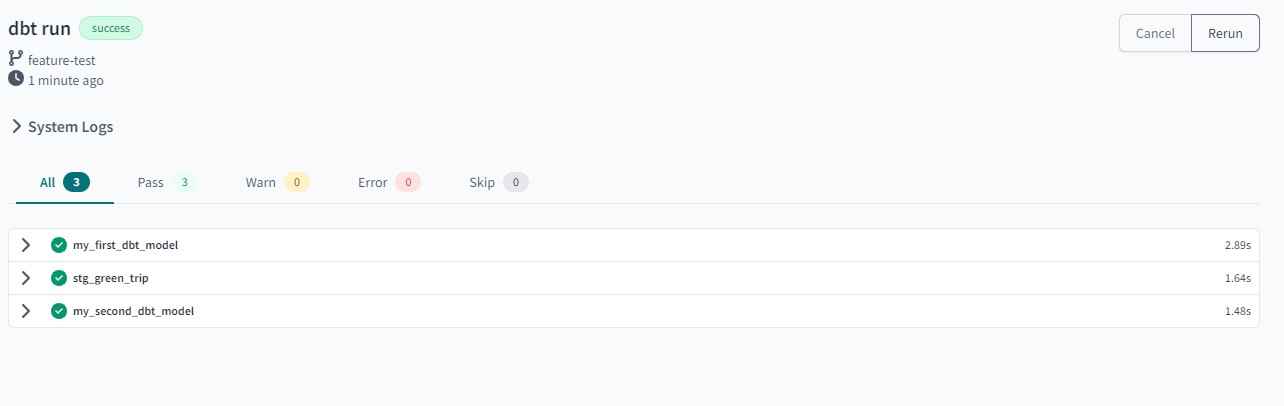 dbt run success
Cancel Rerun
feature-test
1 minute ago
System Logs
All 3 Pass 3 Warn 0 Error 0 Skip 0
my_first_dbt_model 2.89s
stg_green_trip 1.64s
my_second_dbt_model 1.48s